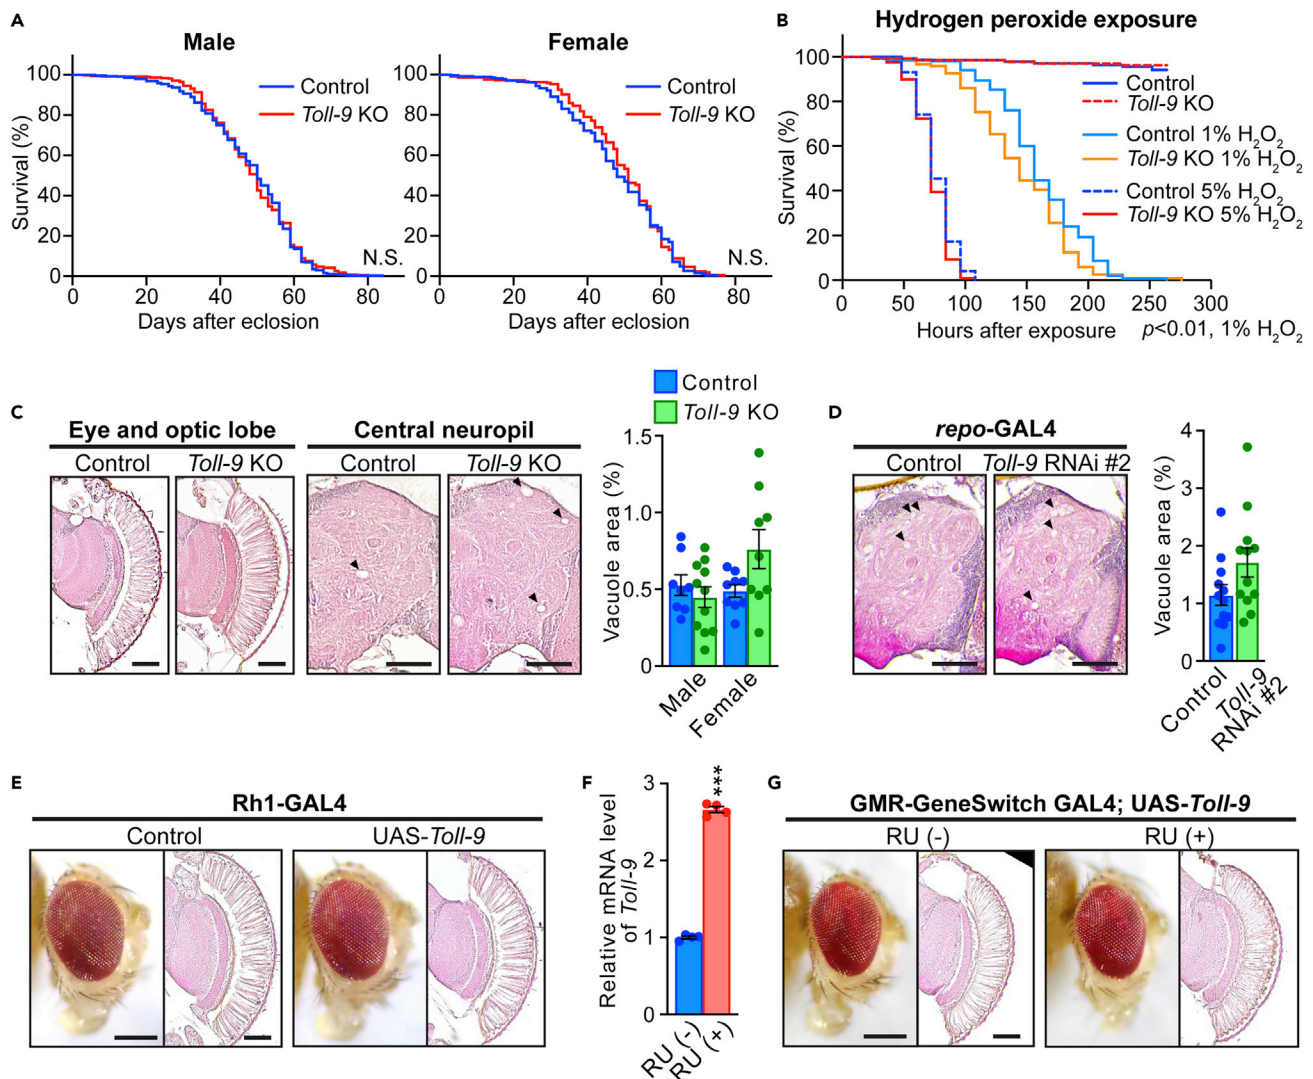 A
Male
Survival (%)
100
80
60
40
20
0
0 20 40 60 80
Days after eclosion
Control
Toll-9 KO
N.S.
Female
100
80
60
40
20
0
0 20 40 60 80
Days after eclosion
Control
Toll-9 KO
N.S.
B
Hydrogen peroxide exposure
Survival (%)
100
80
60
40
20
0
0 50 100 150 200 250 300
Hours after exposure
Control
Toll-9 KO
Control 1% H₂O₂
Toll-9 KO 1% H₂O₂
Control 5% H₂O₂
Toll-9 KO 5% H₂O₂
p<0.01, 1% H₂O₂
C
Eye and optic lobe
Control
Toll-9 KO
Central neuropil
Control
Toll-9 KO
Control
Toll-9 KO
Vacuole area (%)
1.5
1.0
0.5
0
Male
Female
D
repo-GAL4
Control
Toll-9 RNAi #2
Vacuole area (%)
4
3
2
1
0
Control
Toll-9
RNAi #2
E
Rh1-GAL4
Control
UAS-Toll-9
F
Relative mRNA level
of Toll-9
3
2
1
0
***
RU (-)
RU (+)
G
GMR-GeneSwitch GAL4; UAS-Toll-9
RU (-)
RU (+)